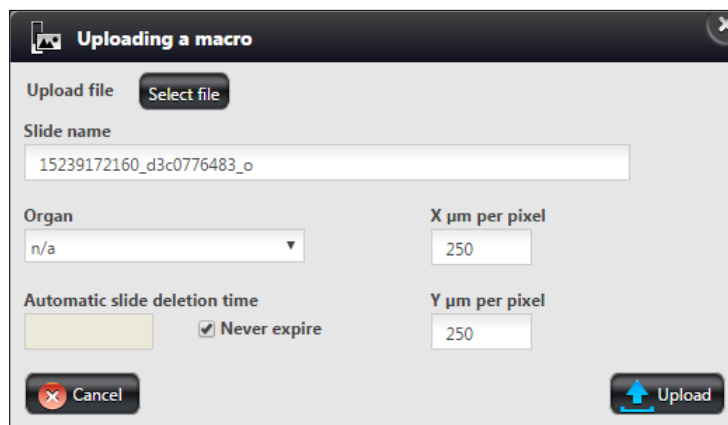 Uploading a macro
Upload file Select file
Slide name
15239172160_d3c0776483_o
Organ X µm per pixel
n/a 250
Automatic slide deletion time Y µm per pixel
Never expire 250
Cancel Upload